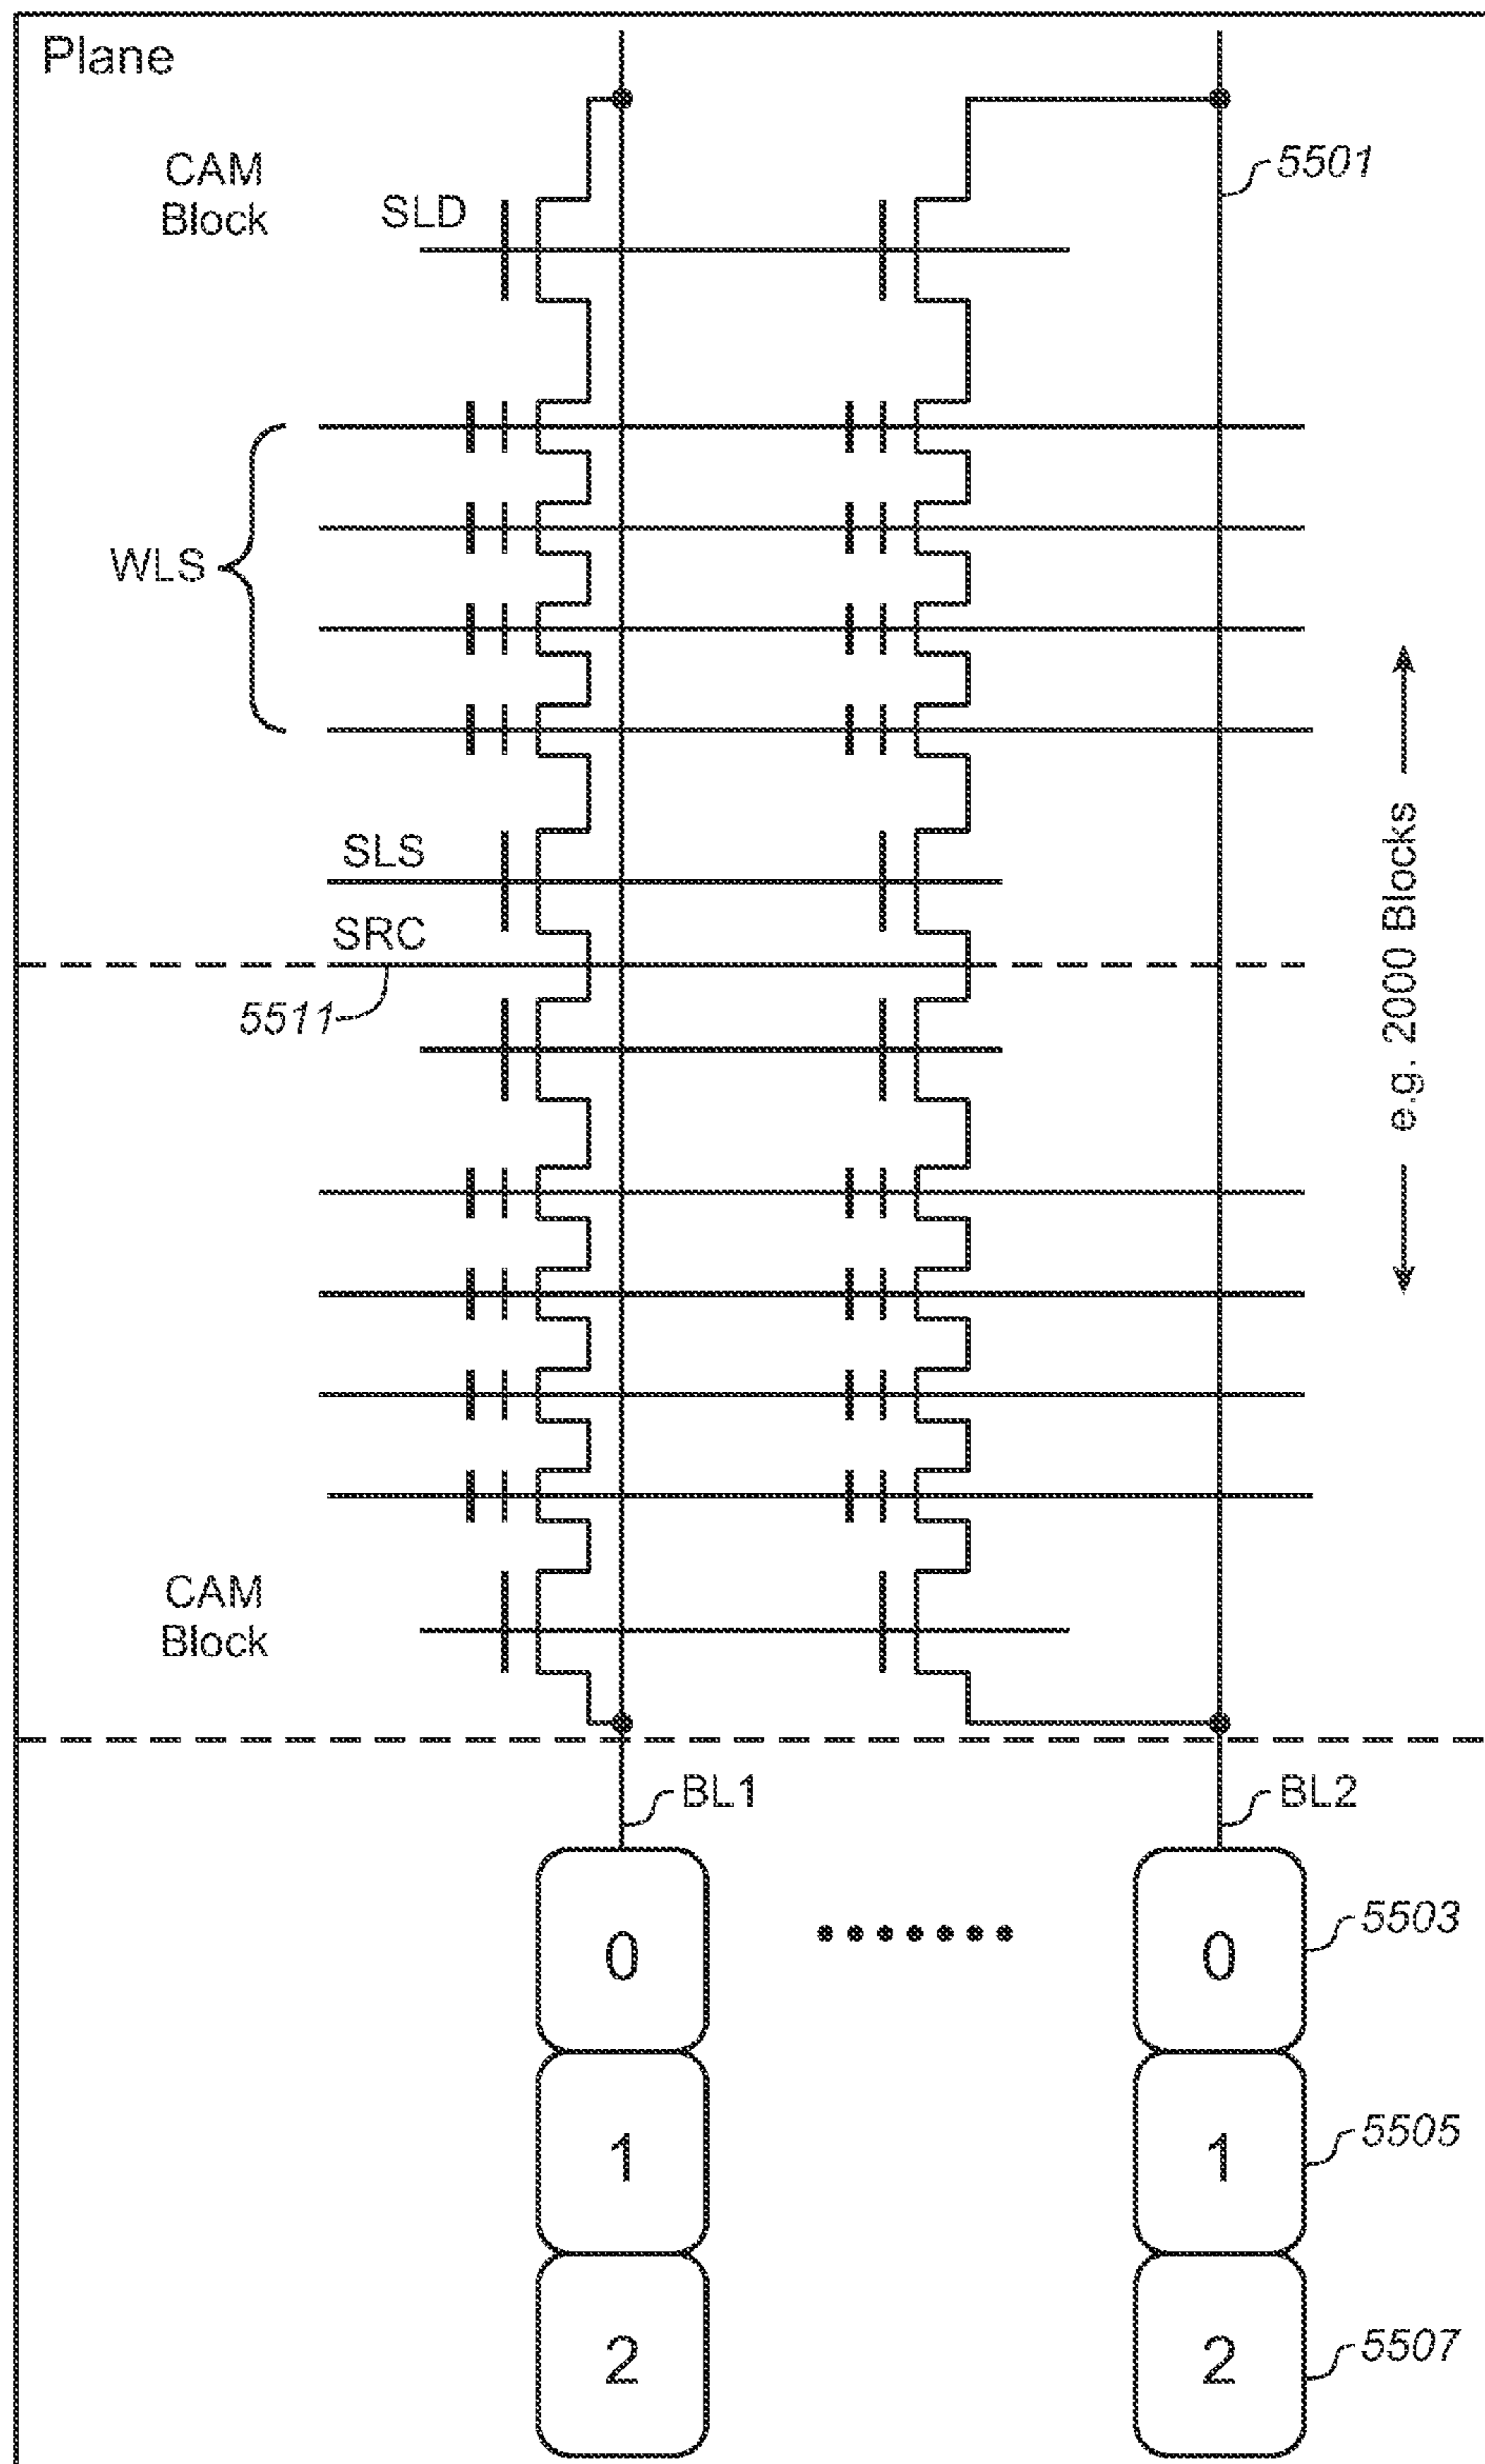 Plane
CAM
Block
SLD
5501
WLS
SLS
SRC
5511
e.g. 2000 Blocks
CAM
Block
BL1
BL2
0
0
5503
1
1
5505
2
2
5507